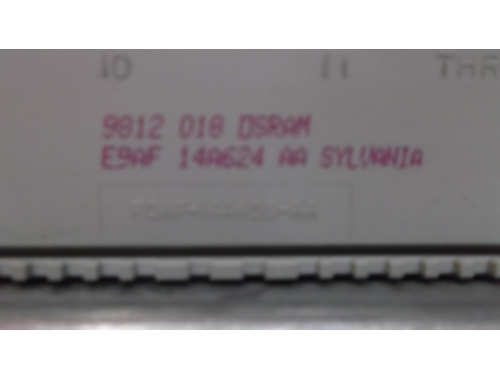 10 11 THR
9812 018 OSRAM
E9AF 14A624 AA SYLVANIA